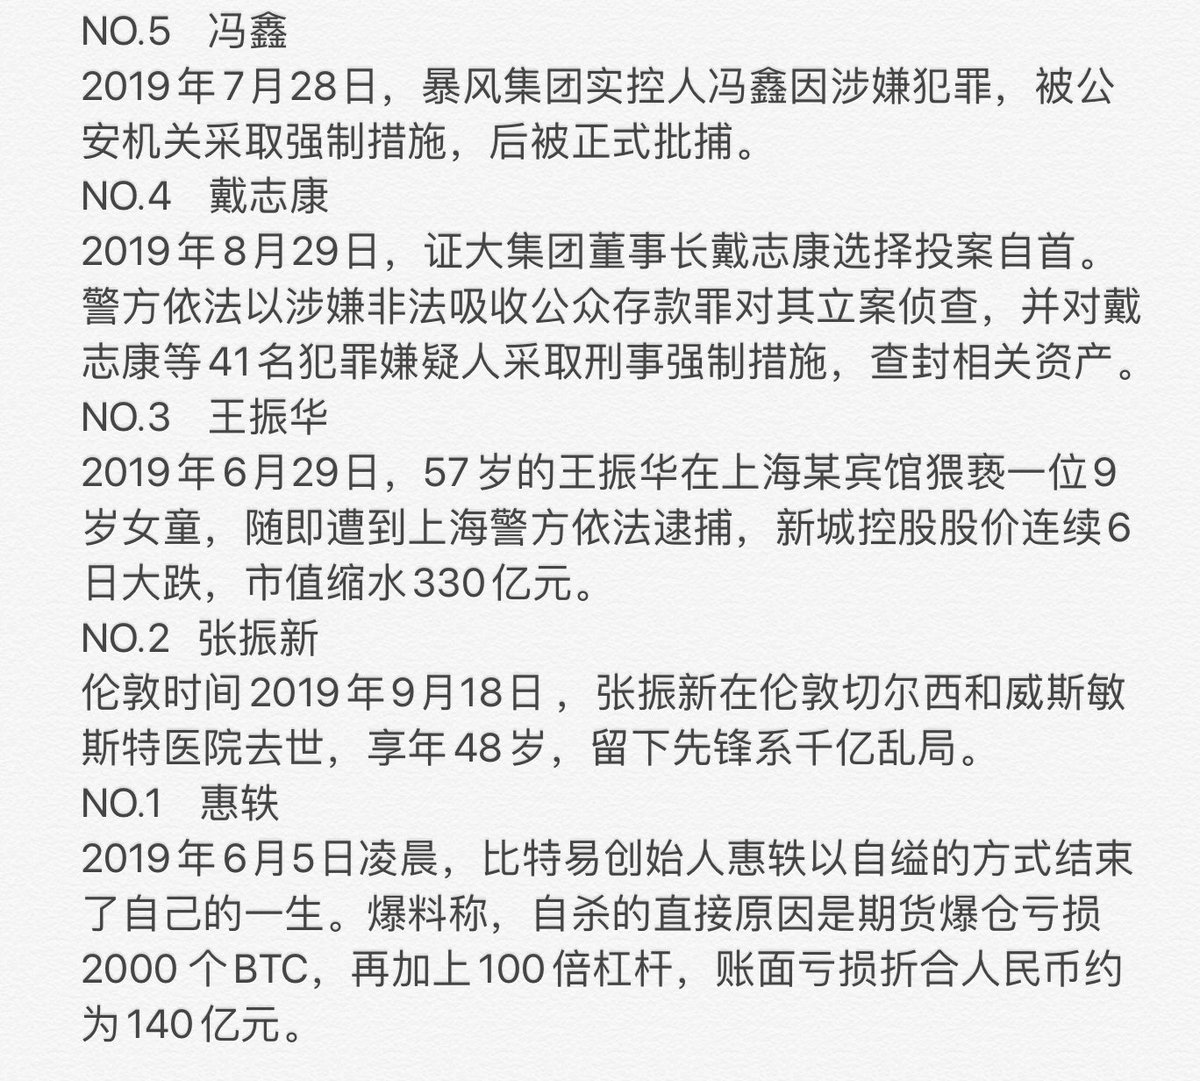 NO.5 冯鑫
2019年7月28日，暴风集团实控人冯鑫因涉嫌犯罪，被公
安机关采取强制措施，后被正式批捕。
NO.4 戴志康
2019年8月29日，证大集团董事长戴志康选择投案自首。
警方依法以涉嫌非法吸收公众存款罪对其立案侦查，并对戴
志康等41名犯罪嫌疑人采取刑事强制措施，查封相关资产。
NO.3 王振华
2019年6月29日，57岁的王振华在上海某宾馆猥亵一位9
岁女童，随即遭到上海警方依法逮捕，新城控股股价连续6
日大跌，市值缩水330亿元。
NO.2 张振新
伦敦时间2019年9月18日 ，张振新在伦敦切尔西和威斯敏
斯特医院去世，享年48岁，留下先锋系千亿乱局。
NO.1 惠轶
2019年6月5日凌晨，比特易创始人惠轶以自缢的方式结束
了自己的一生。爆料称，自杀的直接原因是期货爆仓亏损
2000 个BTC，再加上100倍杠杆，账面亏损折合人民币约
为140亿元。